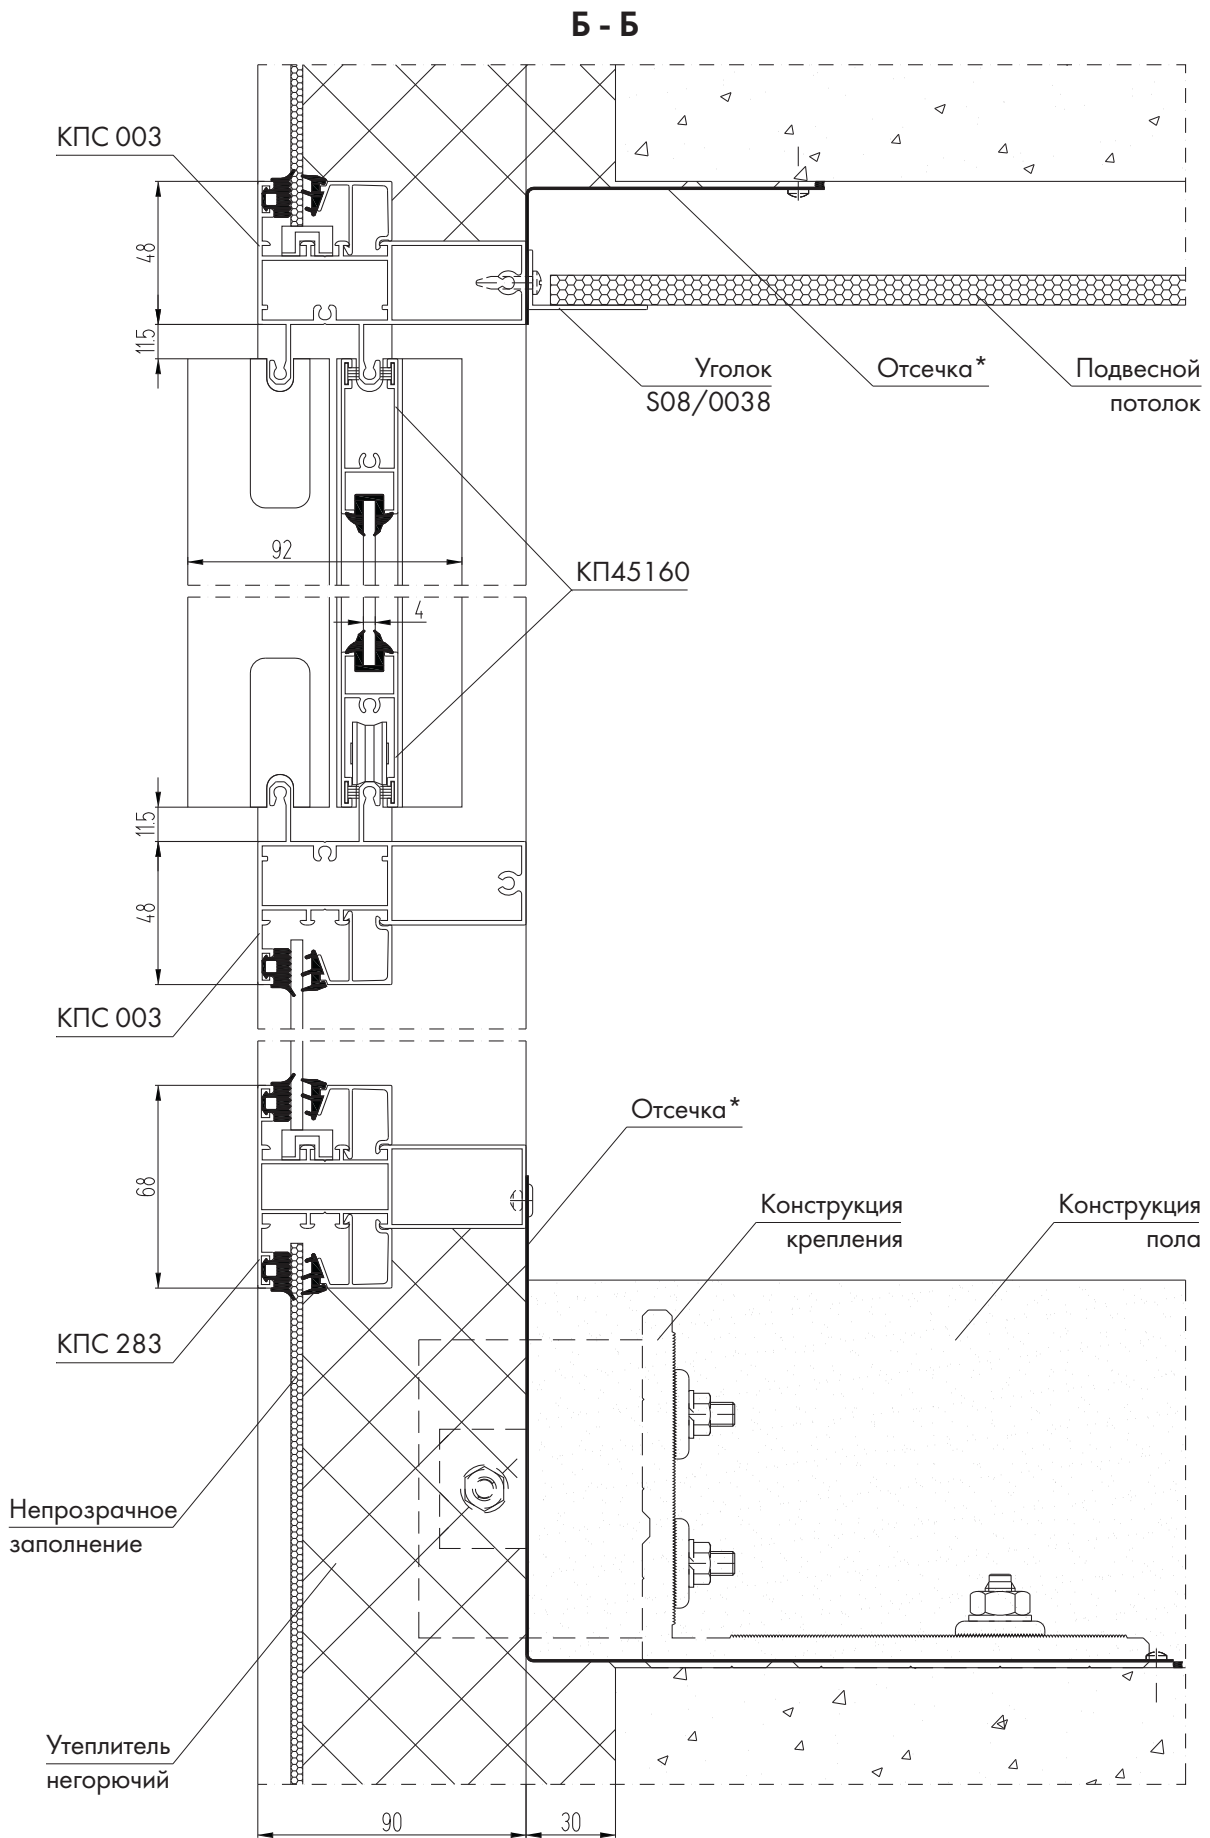 Б - Б
КПС 003
48
11.5
Уголок
S08/0038
Отсечка*
Подвесной
потолок
92
КП45160
4
11.5
48
КПС 003
68
Отсечка*
Конструкция
крепления
Конструкция
пола
КПС 283
Непрозрачное
заполнение
Утеплитель
негорючий
90
30